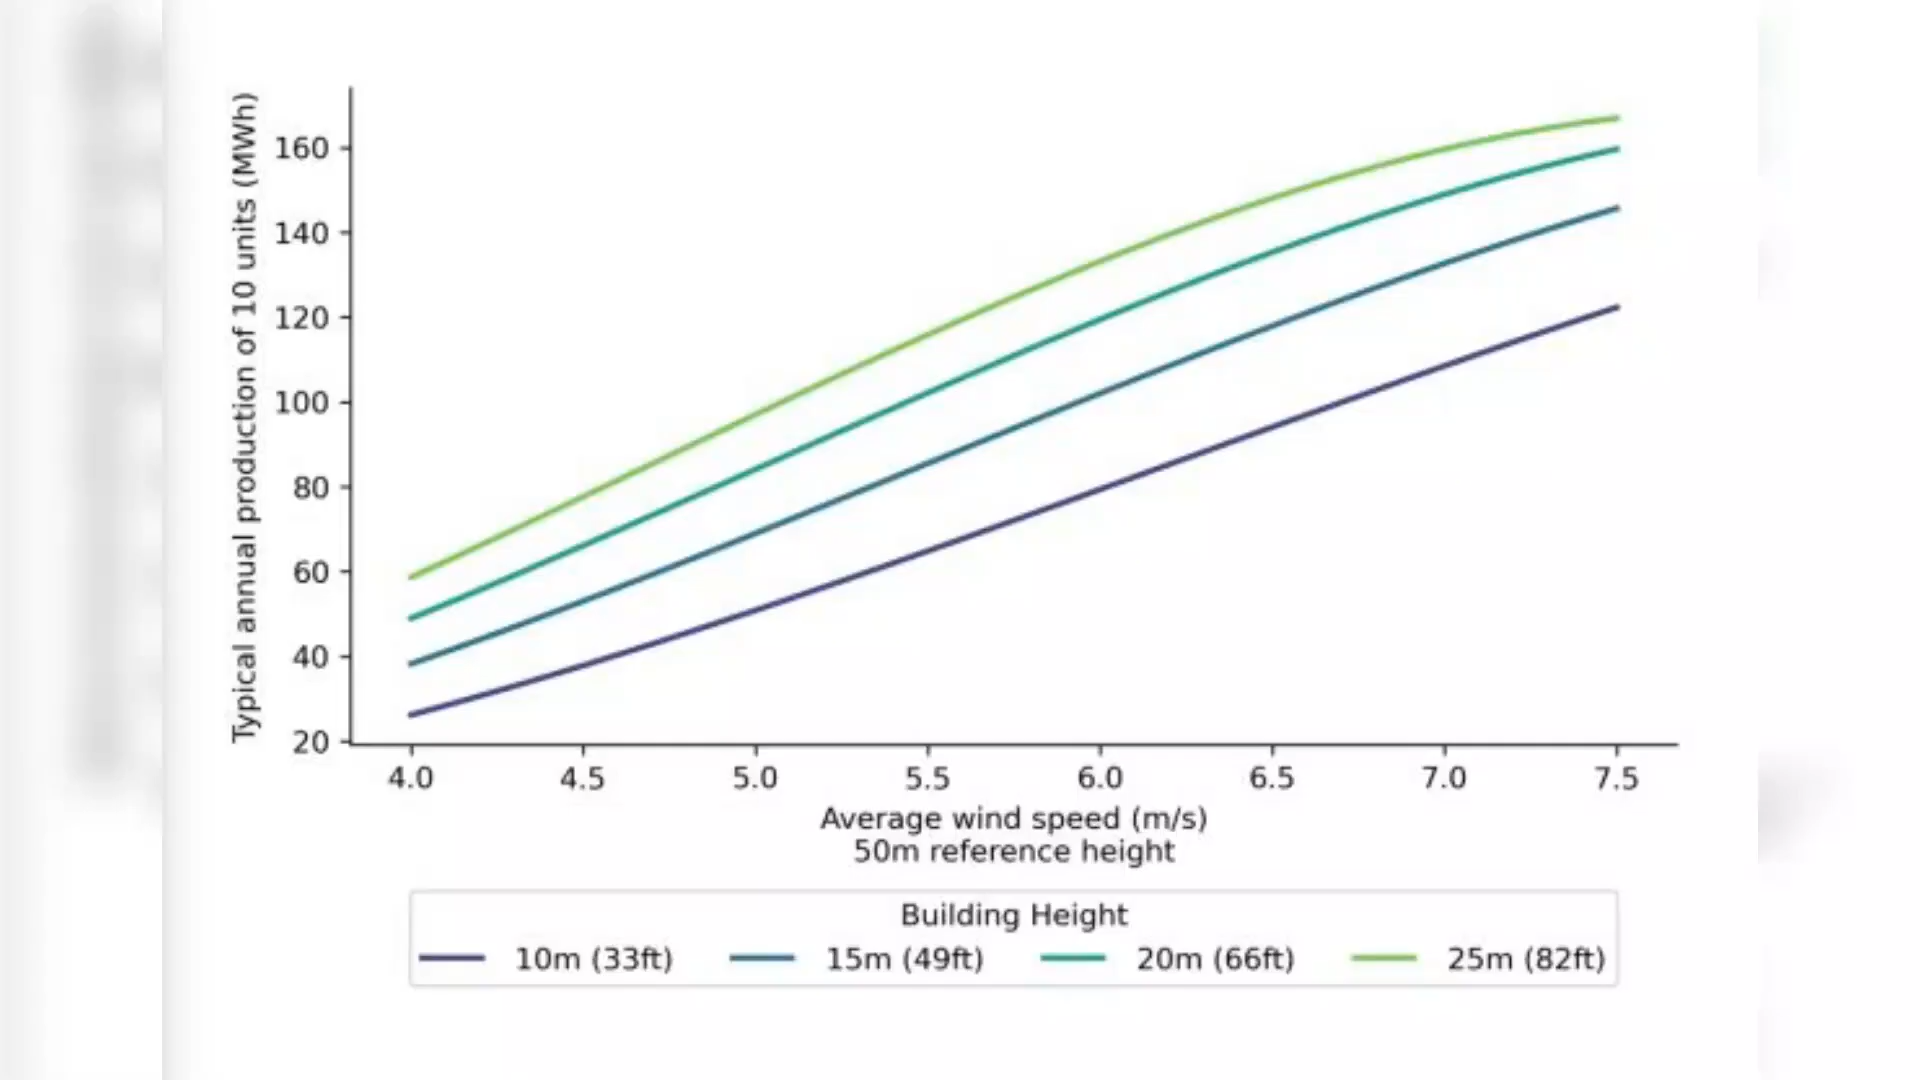 Typical annual production of 10 units (MWh)
160
140
120
100
80
60
40
20
4.0 4.5 5.0 5.5 6.0 6.5 7.0 7.5
Average wind speed (m/s)
50m reference height
Building Height
10m (33ft) 15m (49ft) 20m (66ft) 25m (82ft)